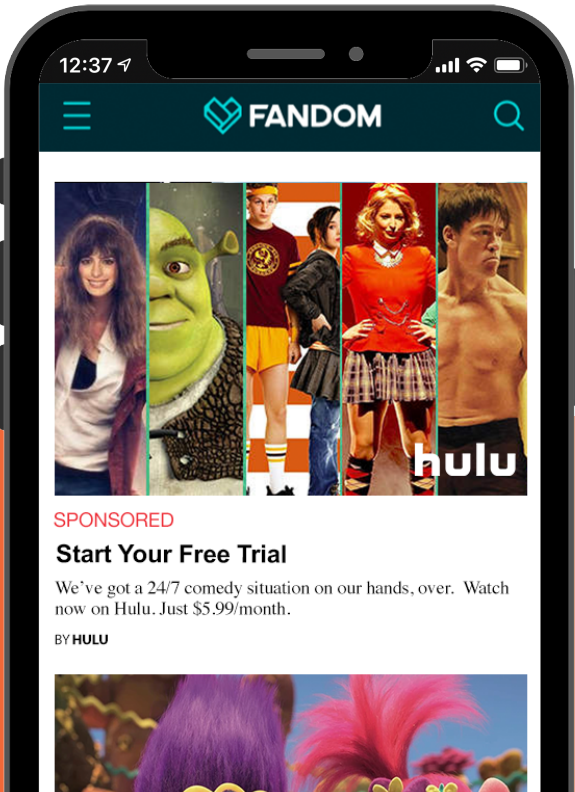 12:37
FANDOM
hulu
SPONSORED
Start Your Free Trial
We’ve got a 24/7 comedy situation on our hands, over. Watch
now on Hulu. Just $5.99/month.
BY HULU